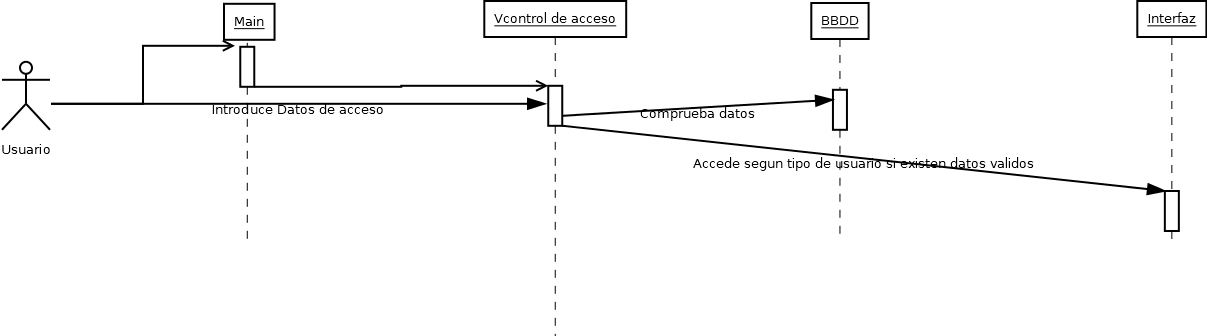 Main
Vcontrol de acceso
BBDD
Interfaz
Introduce Datos de acceso
Comprueba datos
Usuario
Accede segun tipo de usuario si existen datos validos